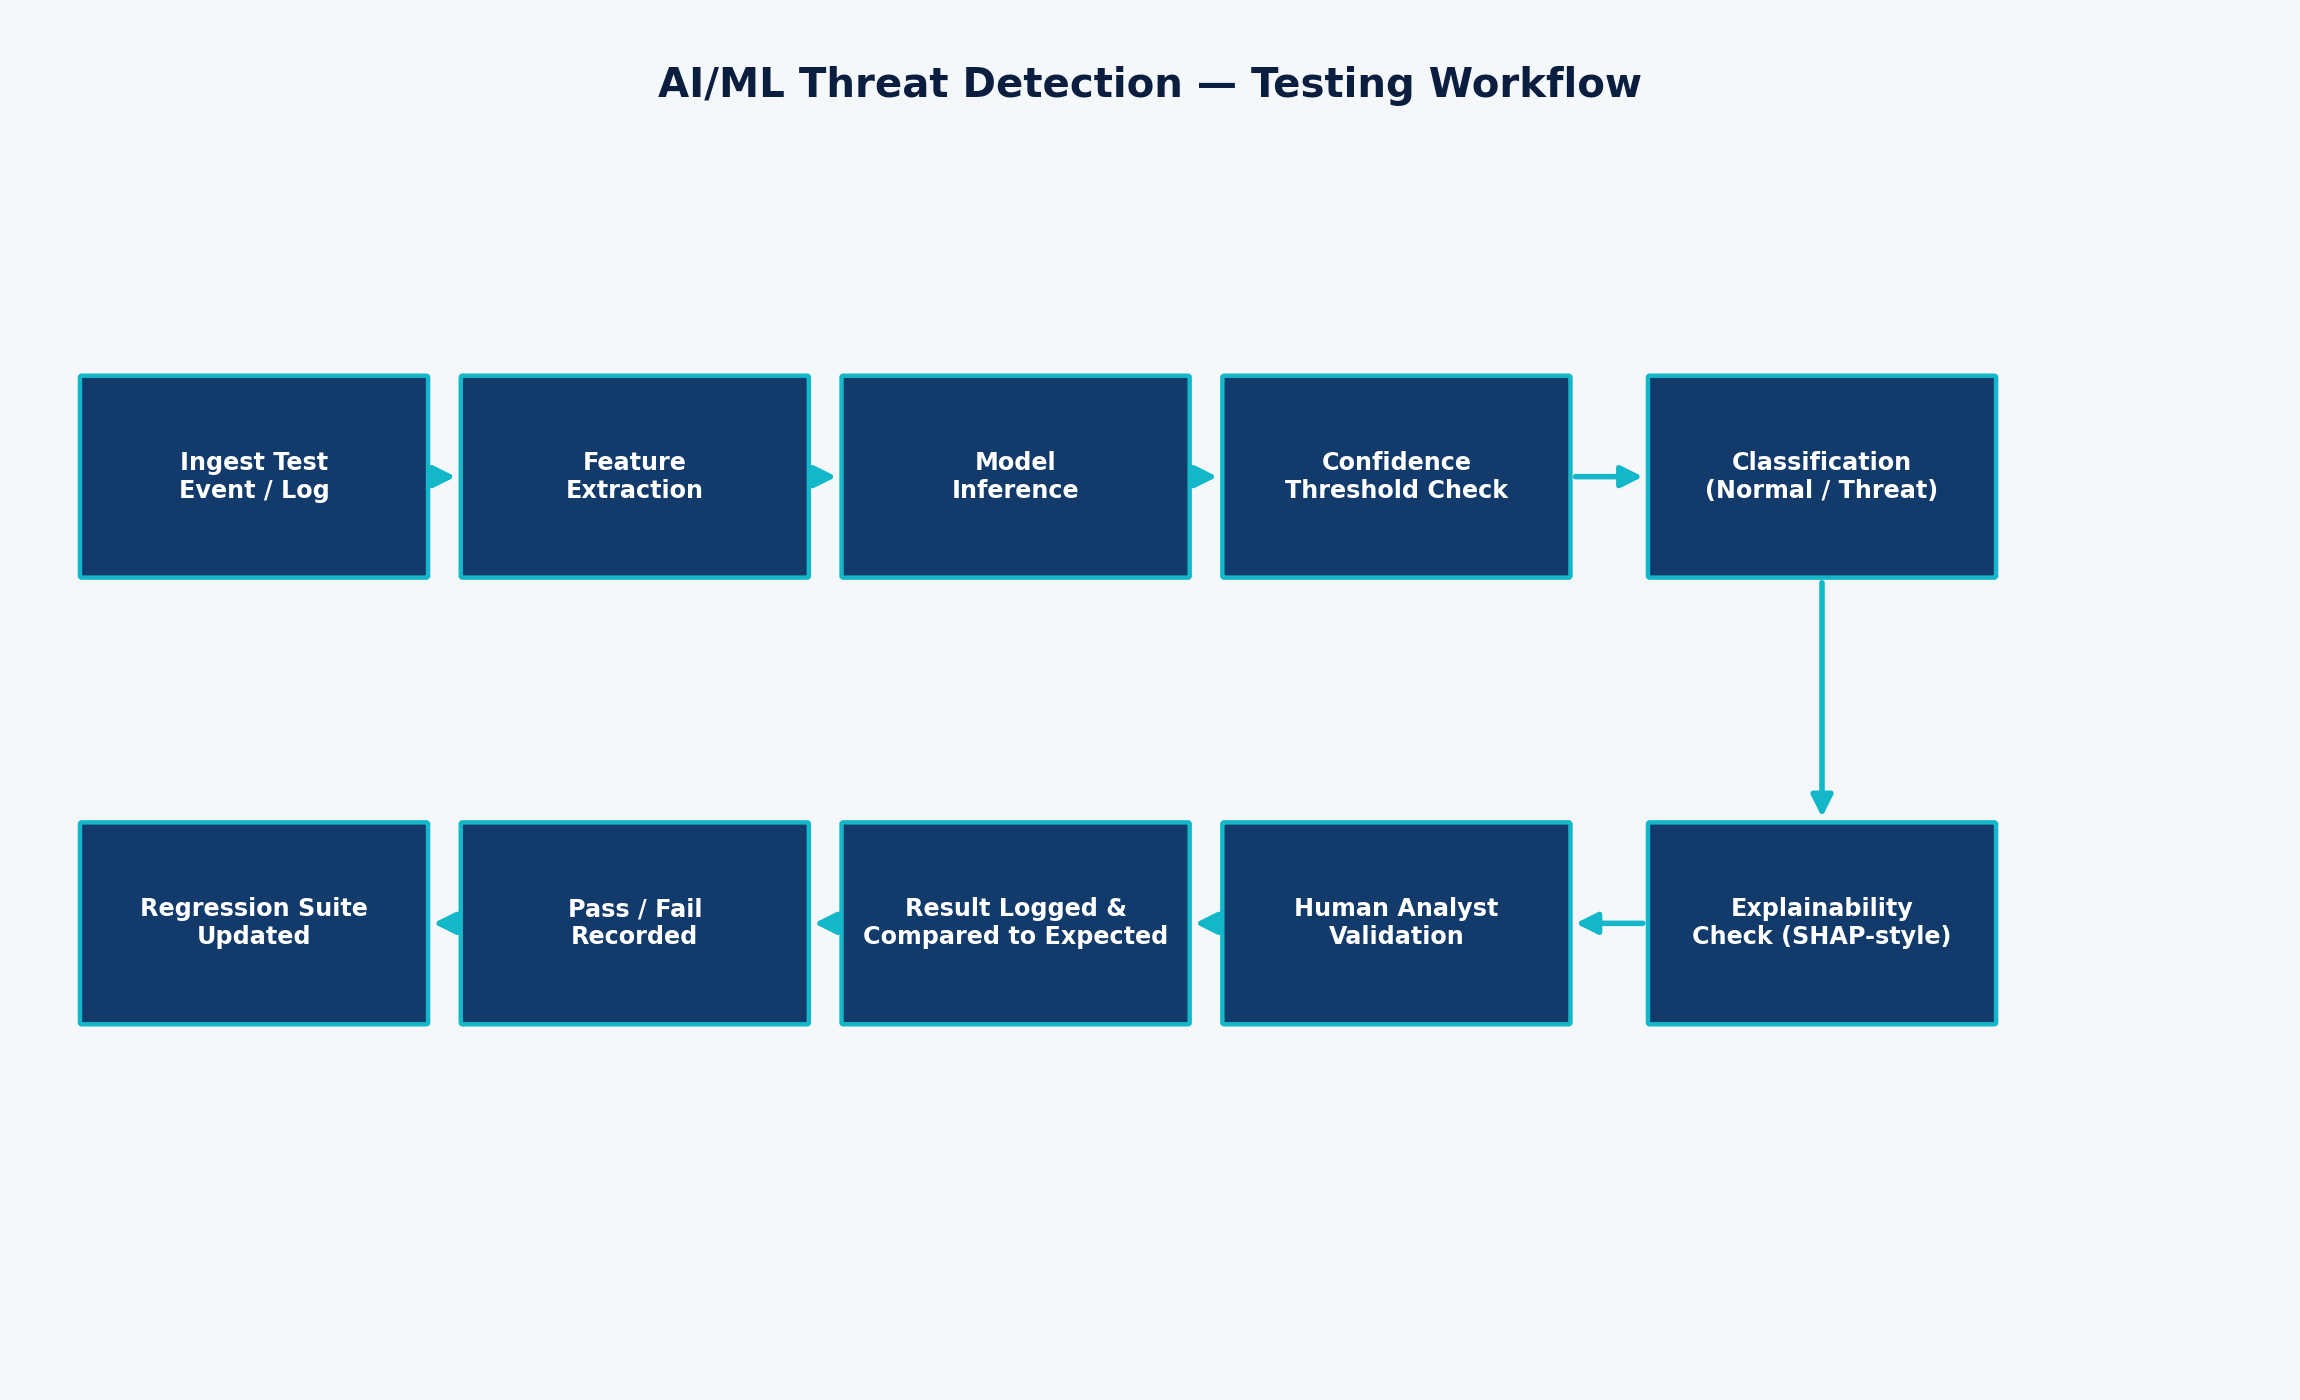 AI/ML Threat Detection — Testing Workflow
Ingest Test
Event / Log
Feature
Extraction
Model
Inference
Confidence
Threshold Check
Classification
(Normal / Threat)
Explainability
Check (SHAP-style)
Human Analyst
Validation
Result Logged &
Compared to Expected
Pass / Fail
Recorded
Regression Suite
Updated